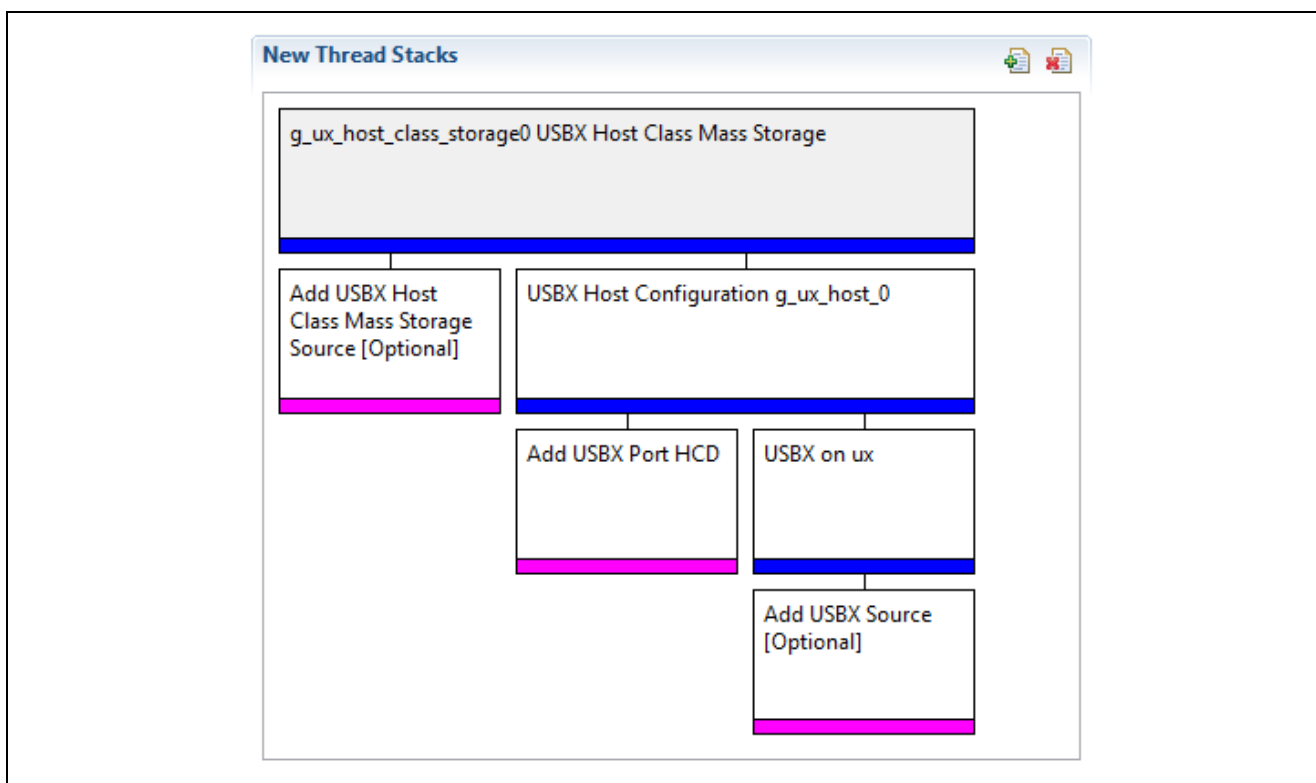 New Thread Stacks
g_ux_host_class_storage0 USBX Host Class Mass Storage
Add USBX Host
Class Mass Storage
Source [Optional]
USBX Host Configuration g_ux_host_0
Add USBX Port HCD
USBX on ux
Add USBX Source
[Optional]